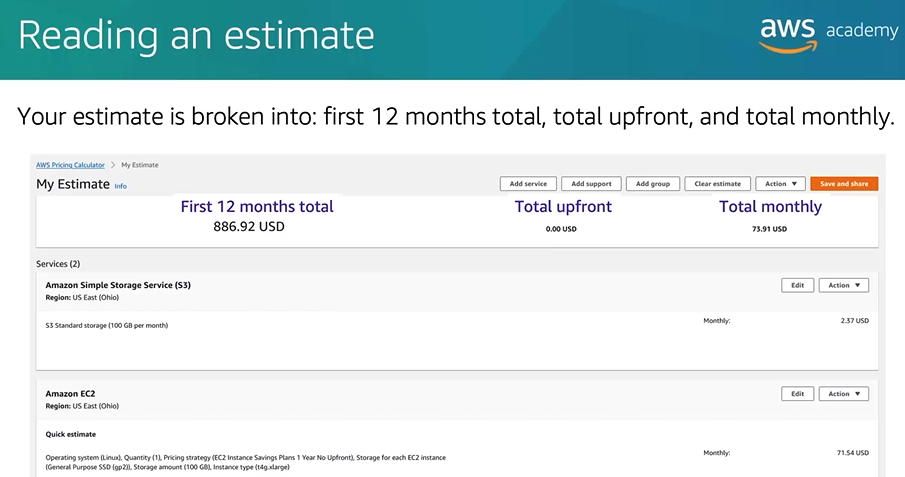 Reading an estimate
aws academy
Your estimate is broken into: first 12 months total, total upfront, and total monthly.
AWS Pricing Calculator > My Estimate
My Estimate Info
Add service Add support Add group Clear estimate Action ▼ Save and share
First 12 months total Total upfront Total monthly
886.92 USD 0.00 USD 73.91 USD
Services (2)
Amazon Simple Storage Service (S3) Edit Action ▼
Region: US East (Ohio)
S3 Standard storage (100 GB per month) Monthly: 2.37 USD
Amazon EC2 Edit Action ▼
Region: US East (Ohio)
Quick estimate
Operating system (Linux), Quantity (1), Pricing strategy (EC2 Instance Savings Plans 1 Year No Upfront), Storage for each EC2 instance Monthly: 71.54 USD
(General Purpose SSD (gp2)), Storage amount (100 GB), Instance type (t4g.xlarge)